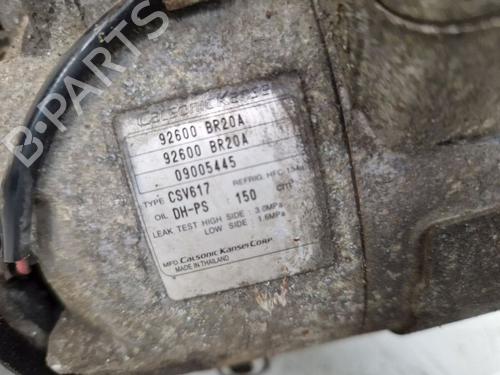 Calsonic Kansei
92600 BR20A
92600 BR20A
09005445
TYPE CSV617 REFRIG. HFC-134a
OIL DH-PS : 150 cm³
LEAK TEST HIGH SIDE : 3.0MPa
LOW SIDE : 1.6MPa
MFD Calsonic Kansei Corp.
MADE IN THAILAND
B-PARTS